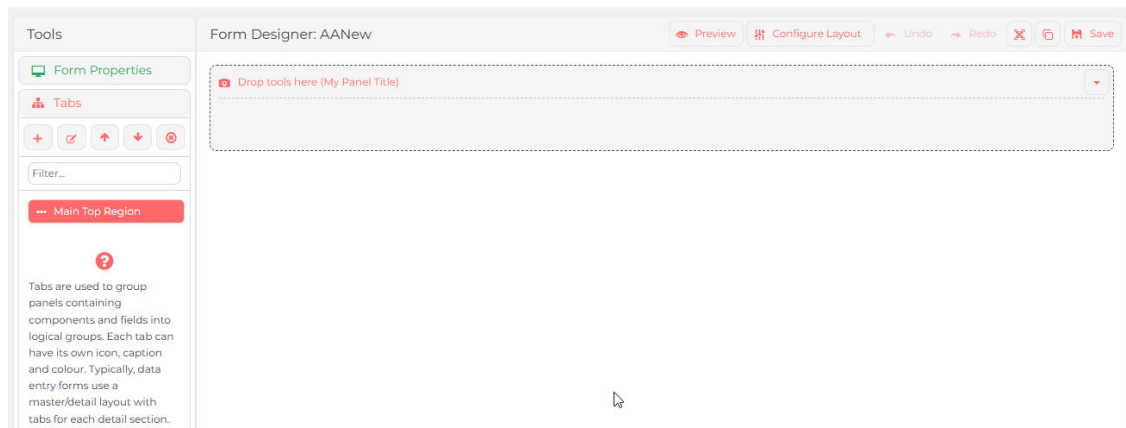 Tools
Form Designer: AANew
Preview
Configure Layout
Undo
Redo
Save
Form Properties
Tabs
Filter...
Main Top Region
Tabs are used to group
panels containing
components and fields into
logical groups. Each tab can
have its own icon, caption
and colour. Typically, data
entry forms use a
master/detail layout with
tabs for each detail section.
Drop tools here (My Panel Title)